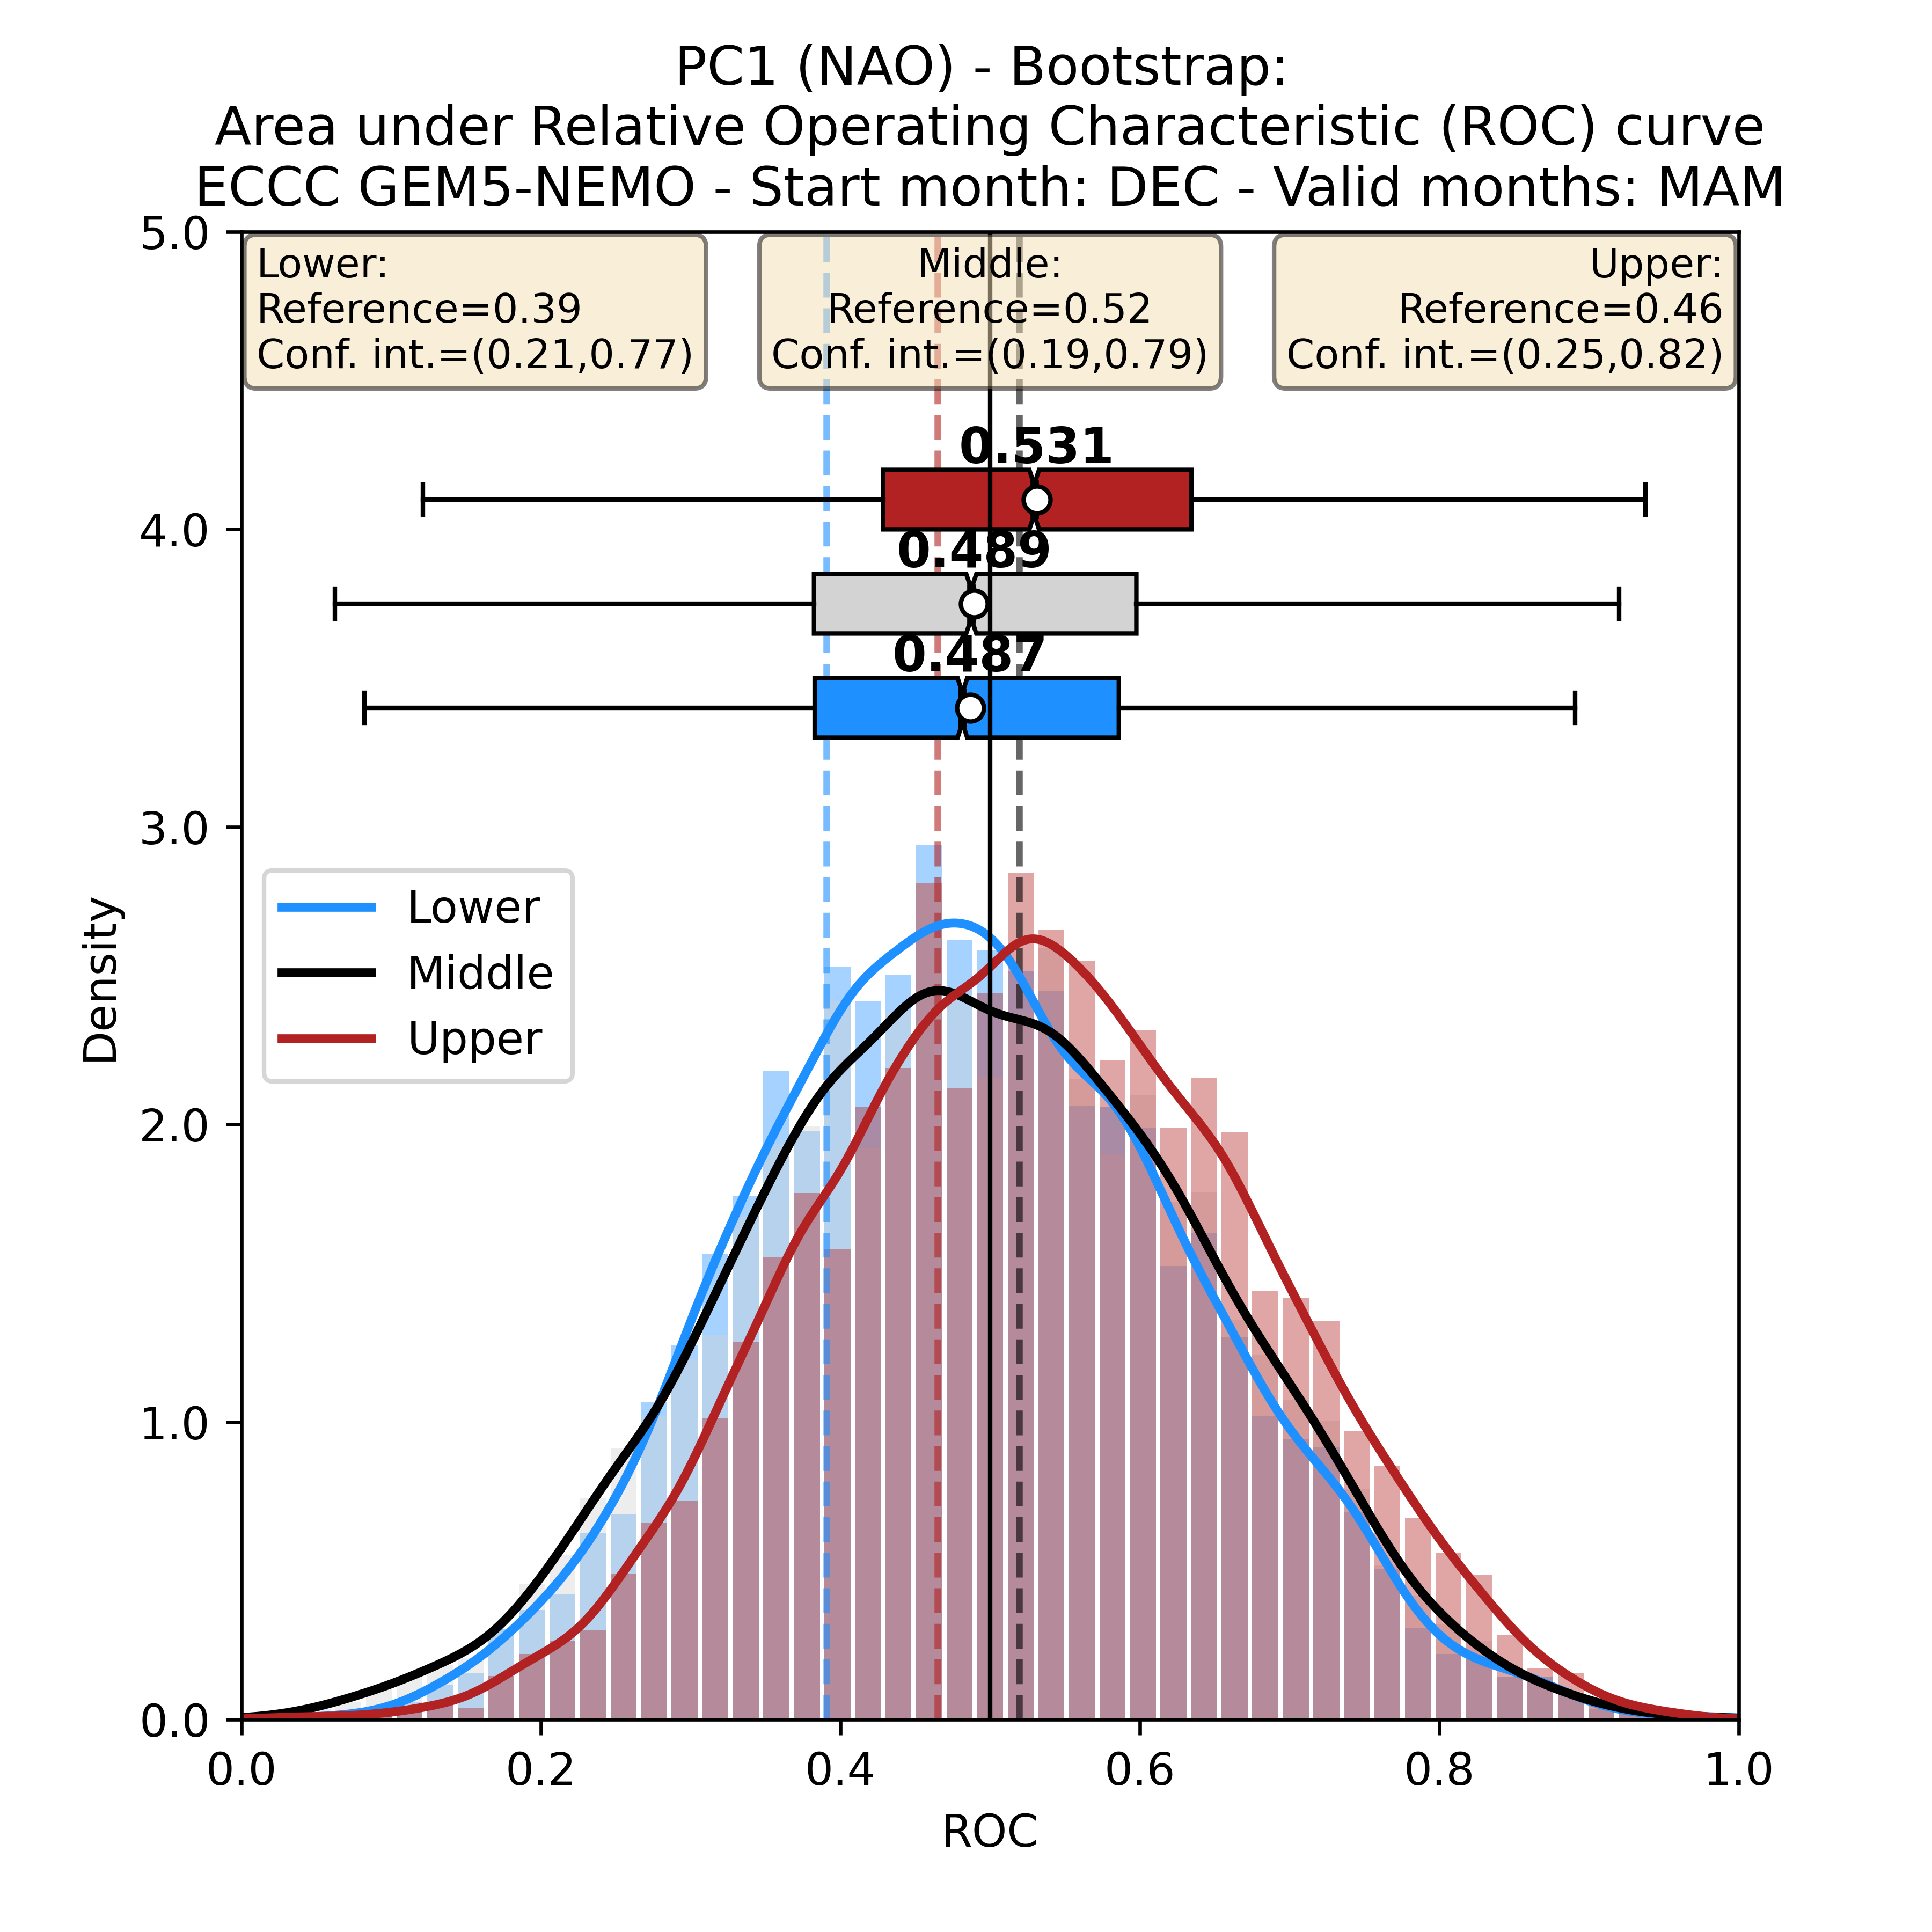 PC1 (NAO) - Bootstrap:
Area under Relative Operating Characteristic (ROC) curve
ECCC GEM5-NEMO - Start month: DEC - Valid months: MAM
Lower:
Reference=0.39
Conf. int.=(0.21,0.77)
Middle:
Reference=0.52
Conf. int.=(0.19,0.79)
Upper:
Reference=0.46
Conf. int.=(0.25,0.82)
0.531
0.489
0.487
5.0
4.0
3.0
2.0
1.0
0.0
Density
Lower
Middle
Upper
0.0 0.2 0.4 0.6 0.8 1.0
ROC